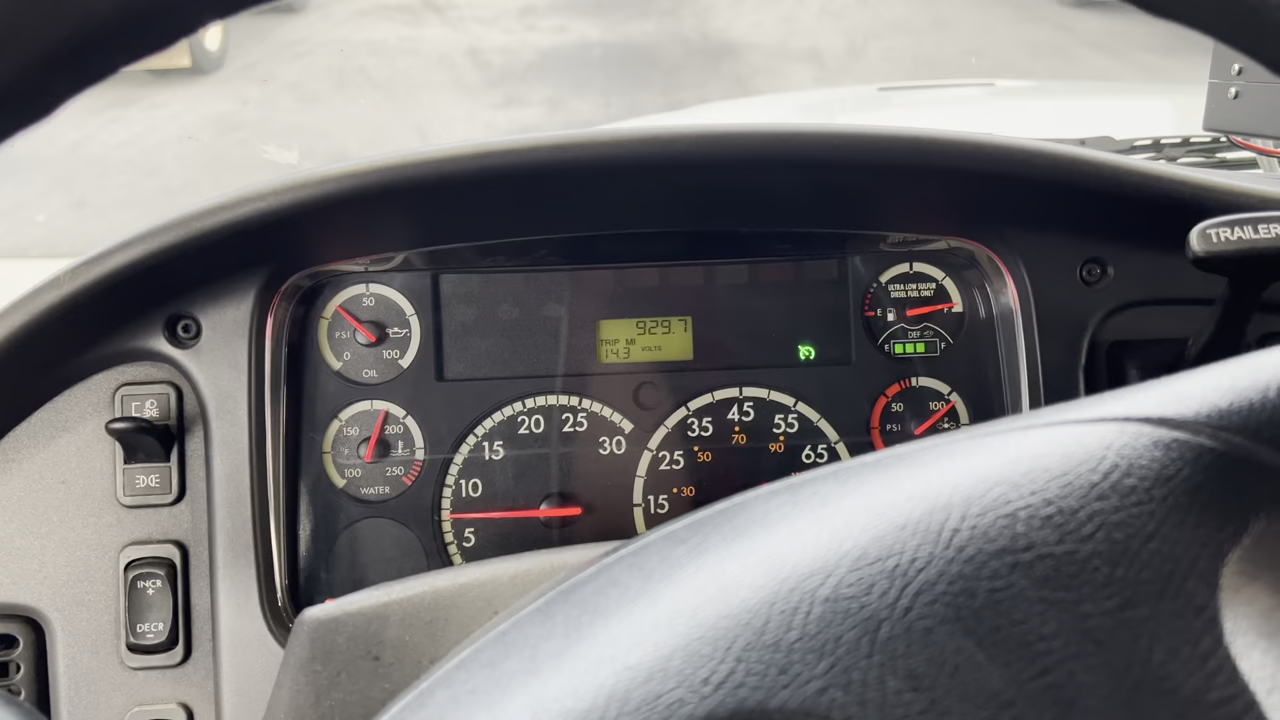 50
PSI
0 100
OIL
150 200
°F
100 250
WATER
5
10
15
20
25
30
929.7
TRIP MI
14.3 VOLTS
15
25
35
45
55
65
30
50
70
90
ULTRA LOW SULFUR
DIESEL FUEL ONLY
E F
DEF
E F
50 100
PSI
P
TRAILER
INCR
+
DECR
-